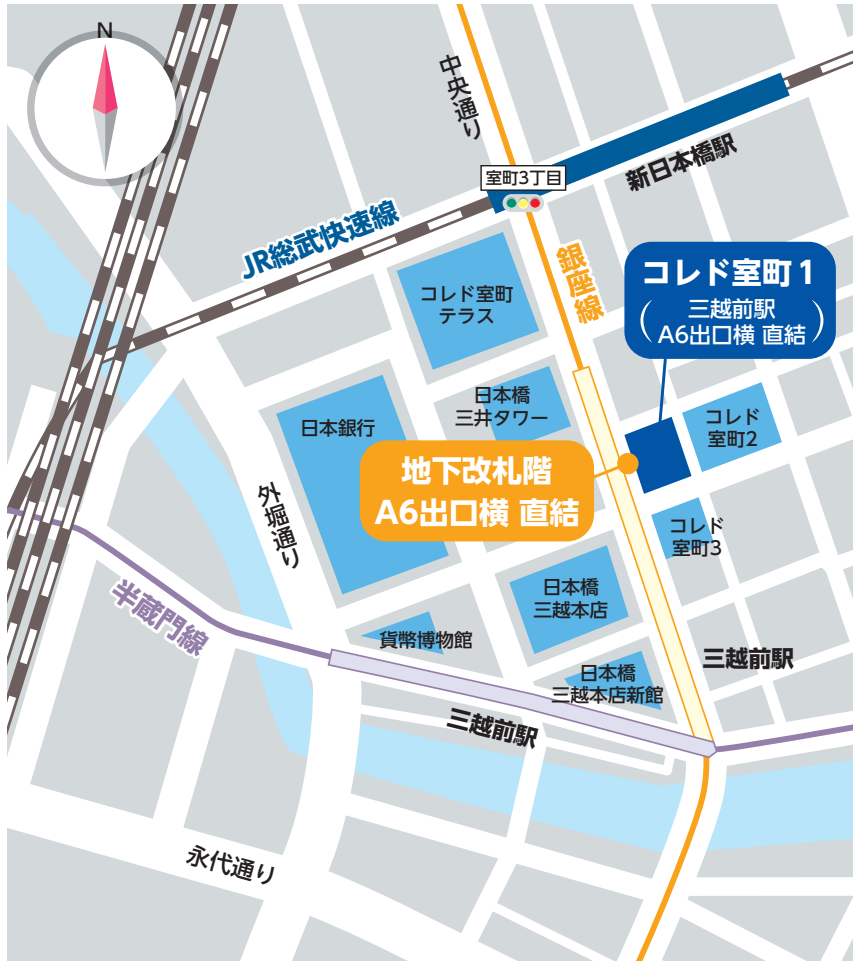 N
中央通り
新日本橋駅
室町3丁目
JR総武快速線
銀座線
コレド室町1
三越前駅
A6出口横 直結
コレド室町
テラス
日本橋
三井タワー
コレド
室町2
日本銀行
地下改札階
A6出口横 直結
外堀通り
コレド
室町3
半蔵門線
日本橋
三越本店
貨幣博物館
三越前駅
日本橋
三越本店新館
三越前駅
永代通り